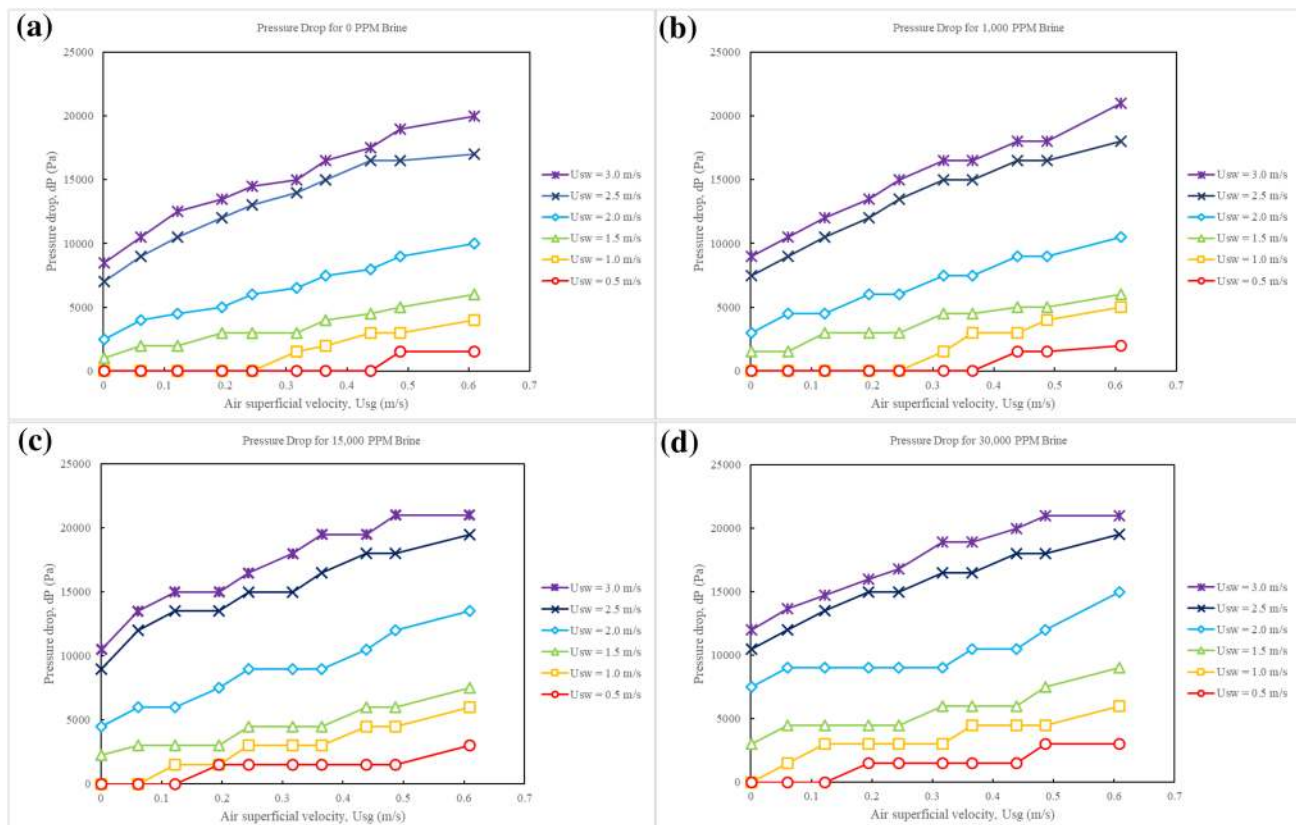 (a)
Pressure Drop for 0 PPM Brine
25000
20000
15000
10000
5000
0
Pressure drop, dP (Pa)
0
0.1
0.2
0.3
0.4
0.5
0.6
0.7
Air superficial velocity, Usg (m/s)
Usw = 3.0 m/s
Usw = 2.5 m/s
Usw = 2.0 m/s
Usw = 1.5 m/s
Usw = 1.0 m/s
Usw = 0.5 m/s
(b)
Pressure Drop for 1,000 PPM Brine
25000
20000
15000
10000
5000
0
Pressure drop, dP (Pa)
0
0.1
0.2
0.3
0.4
0.5
0.6
0.7
Air superficial velocity, Usg (m/s)
Usw = 3.0 m/s
Usw = 2.5 m/s
Usw = 2.0 m/s
Usw = 1.5 m/s
Usw = 1.0 m/s
Usw = 0.5 m/s
(c)
Pressure Drop for 15,000 PPM Brine
25000
20000
15000
10000
5000
0
Pressure drop, dP (Pa)
0
0.1
0.2
0.3
0.4
0.5
0.6
0.7
Air superficial velocity, Usg (m/s)
Usw = 3.0 m/s
Usw = 2.5 m/s
Usw = 2.0 m/s
Usw = 1.5 m/s
Usw = 1.0 m/s
Usw = 0.5 m/s
(d)
Pressure Drop for 30,000 PPM Brine
25000
20000
15000
10000
5000
0
Pressure drop, dP (Pa)
0
0.1
0.2
0.3
0.4
0.5
0.6
0.7
Air superficial velocity, Usg (m/s)
Usw = 3.0 m/s
Usw = 2.5 m/s
Usw = 2.0 m/s
Usw = 1.5 m/s
Usw = 1.0 m/s
Usw = 0.5 m/s